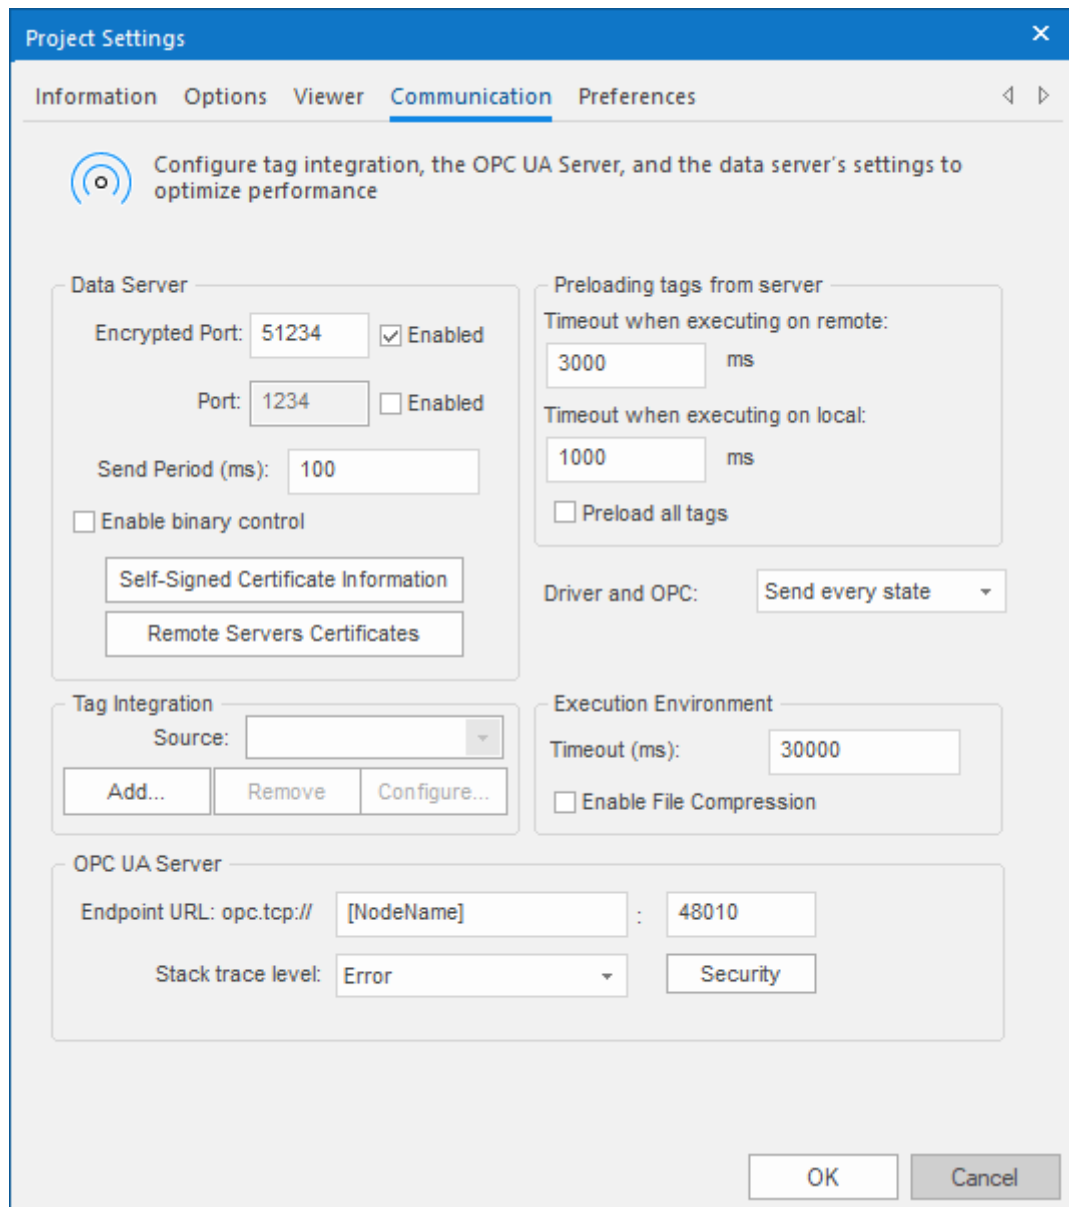 Project Settings
Information Options Viewer Communication Preferences
Configure tag integration, the OPC UA Server, and the data server's settings to
optimize performance
Data Server
Encrypted Port: 51234 Enabled
Port: 1234 Enabled
Send Period (ms): 100
Enable binary control
Self-Signed Certificate Information
Remote Servers Certificates
Preloading tags from server
Timeout when executing on remote:
3000 ms
Timeout when executing on local:
1000 ms
Preload all tags
Driver and OPC: Send every state
Tag Integration
Source:
Add... Remove Configure...
Execution Environment
Timeout (ms): 30000
Enable File Compression
OPC UA Server
Endpoint URL: opc.tcp:// [NodeName] : 48010
Stack trace level: Error Security
OK Cancel